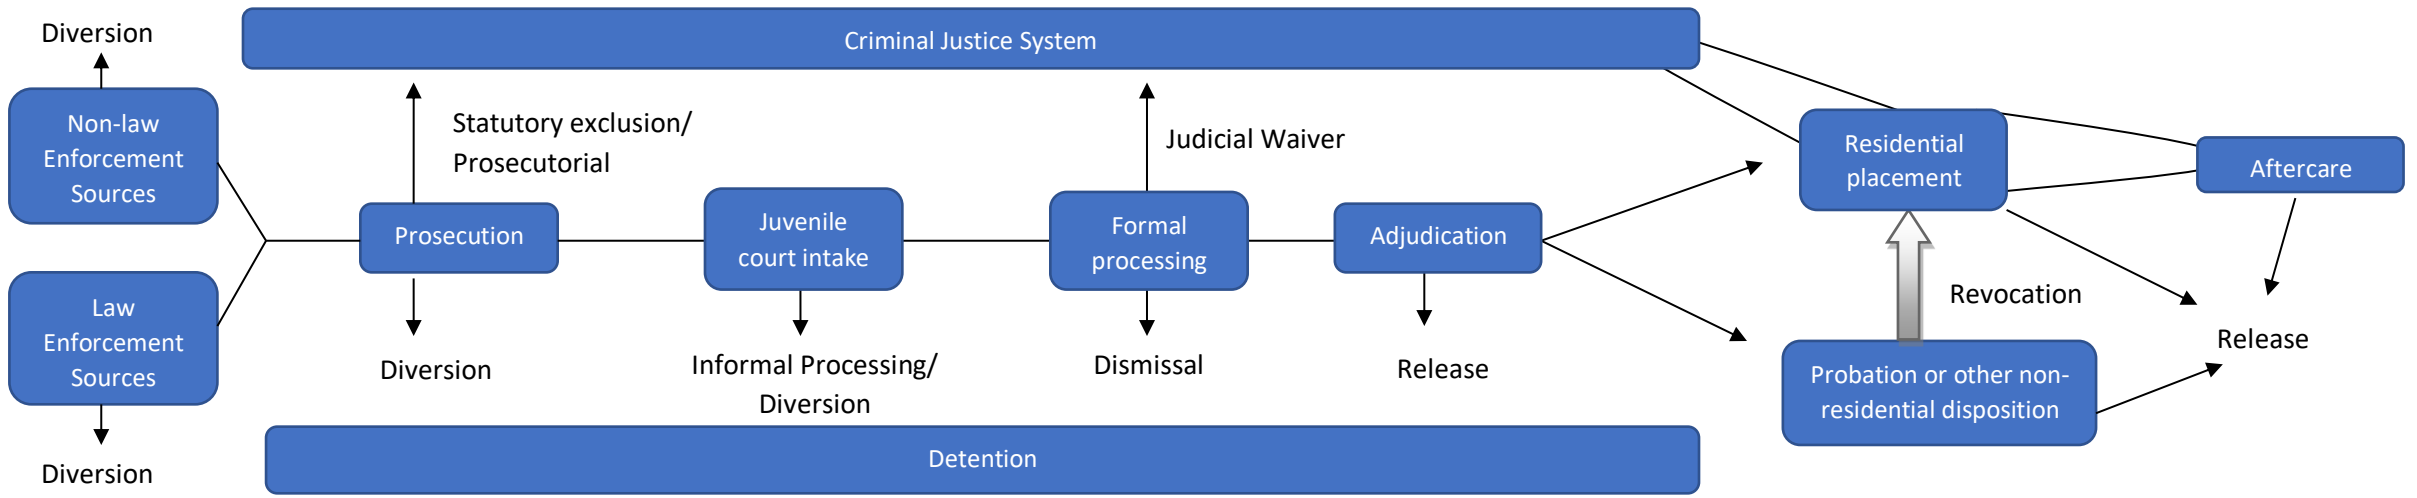 Diversion
Criminal Justice System
Non-law
Enforcement
Sources
Statutory exclusion/
Prosecutorial
Judicial Waiver
Residential
placement
Aftercare
Prosecution
Juvenile
court intake
Formal
processing
Adjudication
Law
Enforcement
Sources
Revocation
Release
Diversion
Informal Processing/
Diversion
Dismissal
Release
Probation or other non-
residential disposition
Diversion
Detention